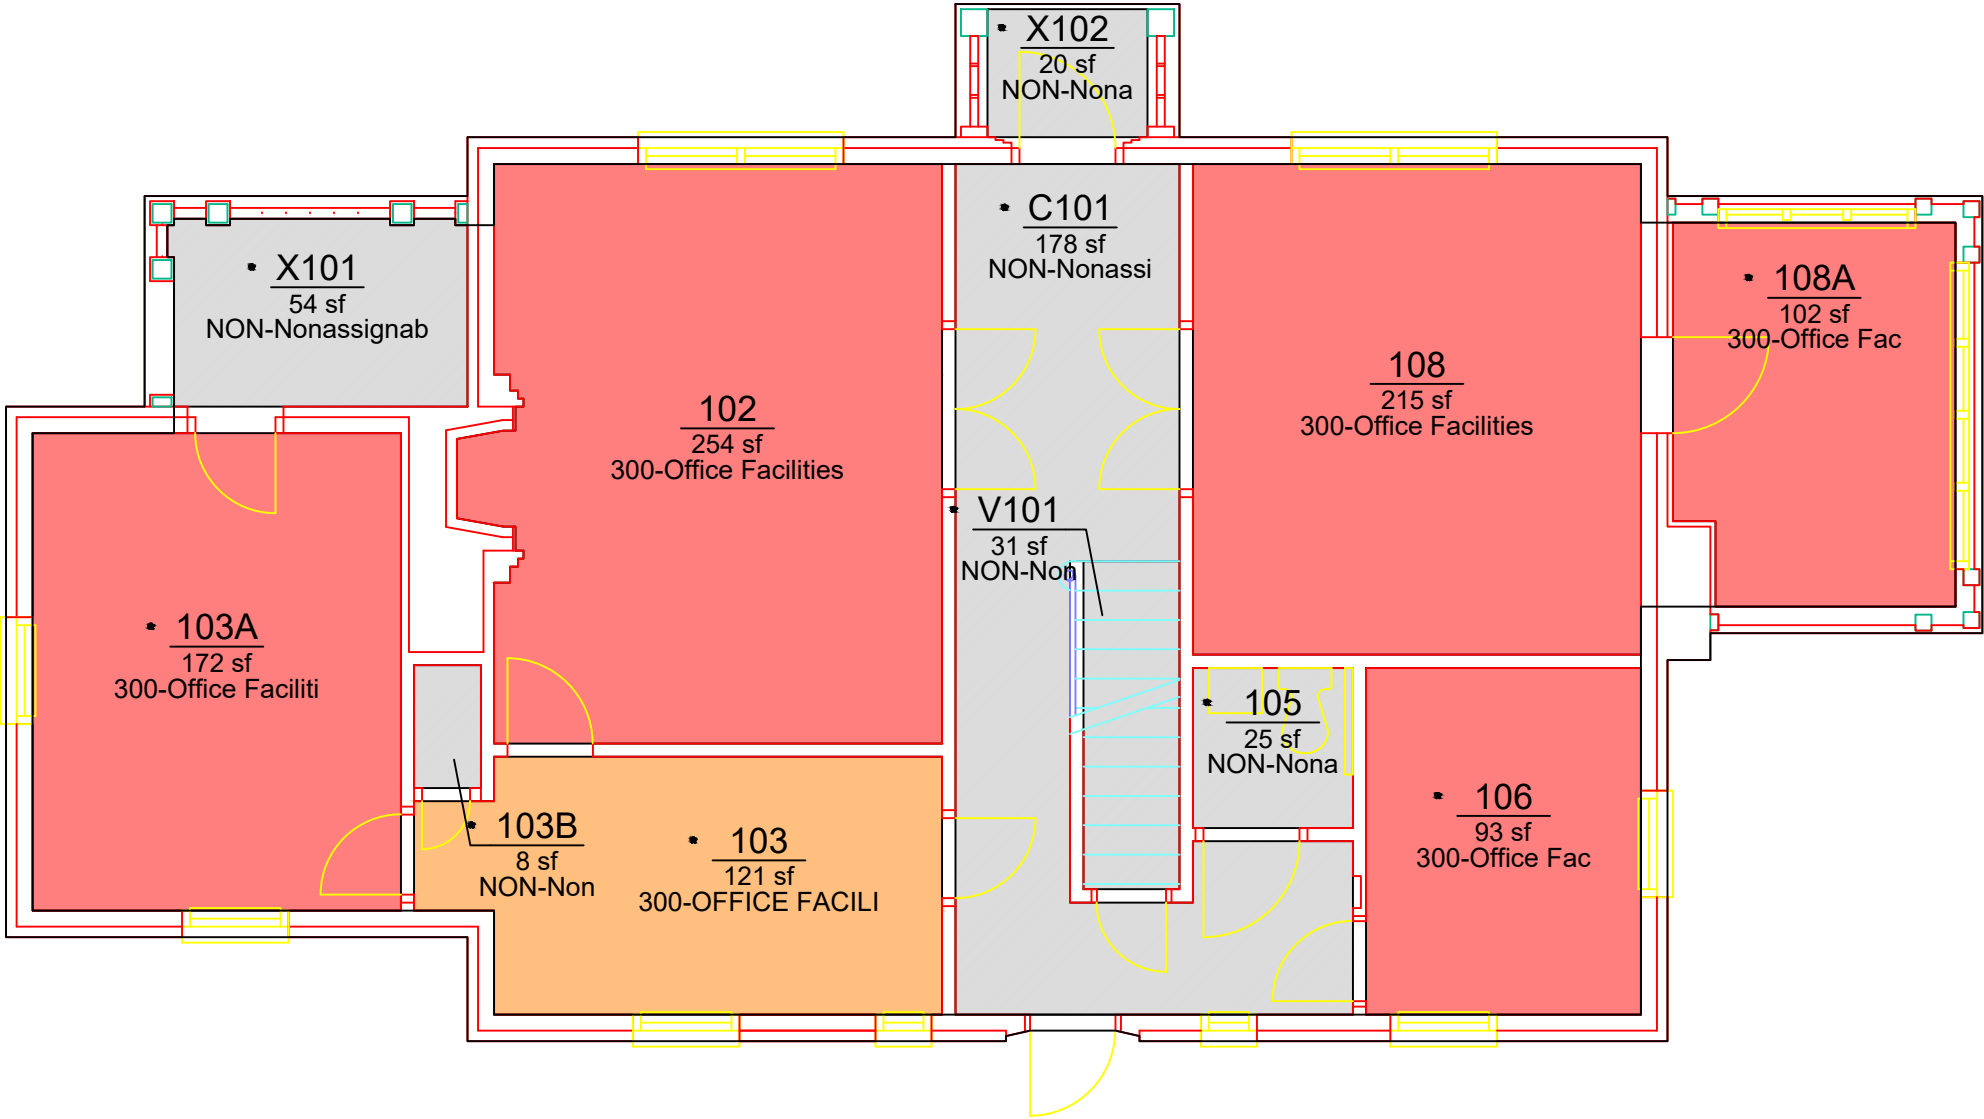 X102
20 sf
NON-Nona
C101
178 sf
NON-Nonassi
X101
54 sf
NON-Nonassignab
108A
102 sf
300-Office Fac
108
215 sf
300-Office Facilities
102
254 sf
300-Office Facilities
V101
31 sf
NON-Non
103A
172 sf
300-Office Faciliti
105
25 sf
NON-Nona
106
93 sf
300-Office Fac
103B
8 sf
NON-Non
103
121 sf
300-OFFICE FACILI